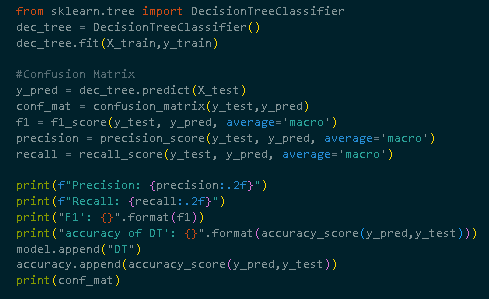 from sklearn.tree import DecisionTreeClassifier
dec_tree = DecisionTreeClassifier()
dec_tree.fit(X_train,y_train)
#Confusion Matrix
y_pred = dec_tree.predict(X_test)
conf_mat = confusion_matrix(y_test,y_pred)
f1 = f1_score(y_test, y_pred, average='macro')
precision = precision_score(y_test, y_pred, average='macro')
recall = recall_score(y_test, y_pred, average='macro')
print(f"Precision: {precision:.2f}")
print(f"Recall: {recall:.2f}")
print("F1': {}".format(f1))
print("accuracy of DT': {}".format(accuracy_score(y_pred,y_test)))
model.append("DT")
accuracy.append(accuracy_score(y_pred,y_test))
print(conf_mat)